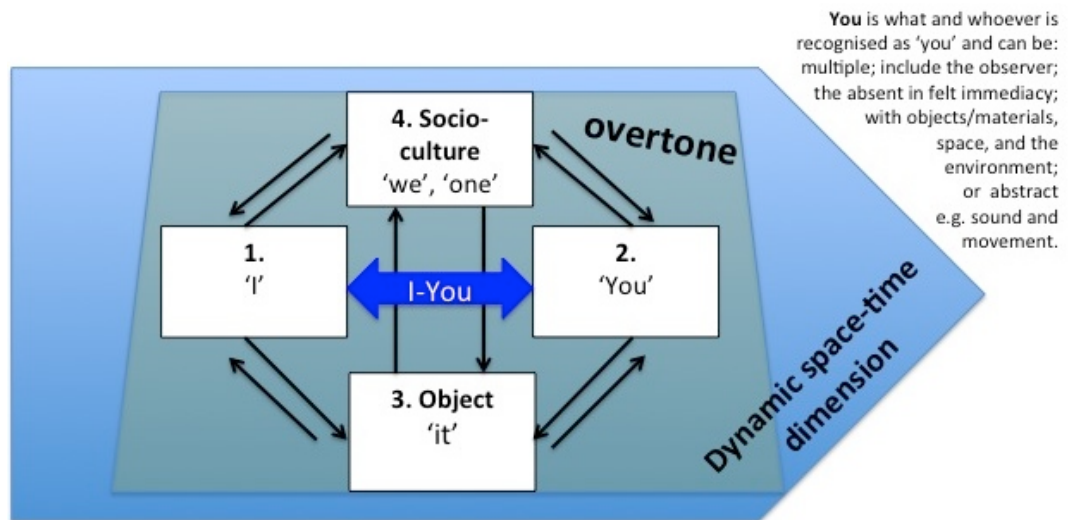 You is what and whoever is
recognised as ‘you’ and can be:
multiple; include the observer;
the absent in felt immediacy;
with objects/materials,
space, and the
environment;
or abstract
e.g. sound and
movement.
4. Socio-
culture
‘we’, ‘one’
overtone
1.
‘I’
I-You
2.
‘You’
3. Object
‘it’
Dynamic space-time
dimension